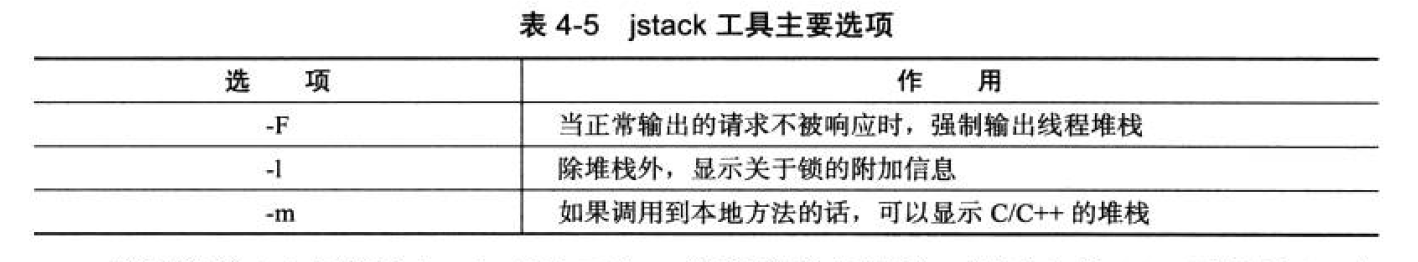 表 4-5 jstack 工具主要选项
选 项 作 用
-F 当正常输出的请求不被响应时，强制输出线程堆栈
-l 除堆栈外，显示关于锁的附加信息
-m 如果调用到本地方法的话，可以显示 C/C++ 的堆栈